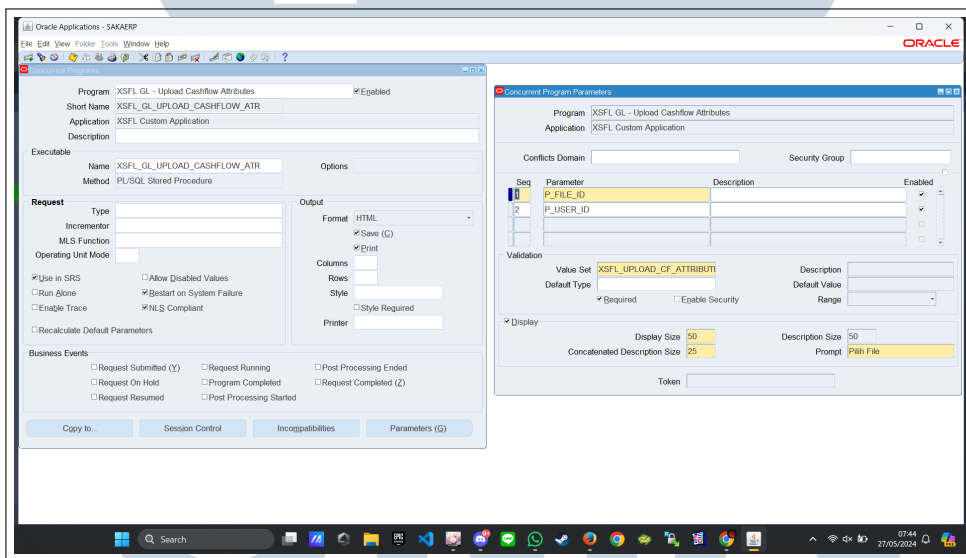 Oracle Applications - SAKAERP
File Edit View Folder Tools Window Help
ORACLE
Concurrent Programs
Program XSFL GL - Upload Cashflow Attributes Enabled
Short Name XSFL_GL_UPLOAD_CASHFLOW_ATR
Application XSFL Custom Application
Description
Executable
Name XSFL_GL_UPLOAD_CASHFLOW_ATR Options
Method PL/SQL Stored Procedure
Request
Type
Incrementor
MLS Function
Operating Unit Mode
Use in SRS Allow Disabled Values
Run Alone Restart on System Failure
Enable Trace NLS Compliant
Recalculate Default Parameters
Output
Format HTML
Save (C)
Print
Columns
Rows
Style
Style Required
Printer
Business Events
Request Submitted (Y) Request Running Post Processing Ended
Request On Hold Program Completed Request Completed (Z)
Request Resumed Post Processing Started
Copy to... Session Control Incompatibilities Parameters (G)
Concurrent Program Parameters
Program XSFL GL - Upload Cashflow Attributes
Application XSFL Custom Application
Conflicts Domain Security Group
Seq Parameter Description Enabled
1 P_FILE_ID
2 P_USER_ID
Validation
Value Set XSFL_UPLOAD_CF_ATTRIBUTI Description
Default Type Default Value
Required Enable Security Range
Display
Display Size 50 Description Size 50
Concatenated Description Size 25 Prompt Pilih File
Token
Search
07:44
27/05/2024